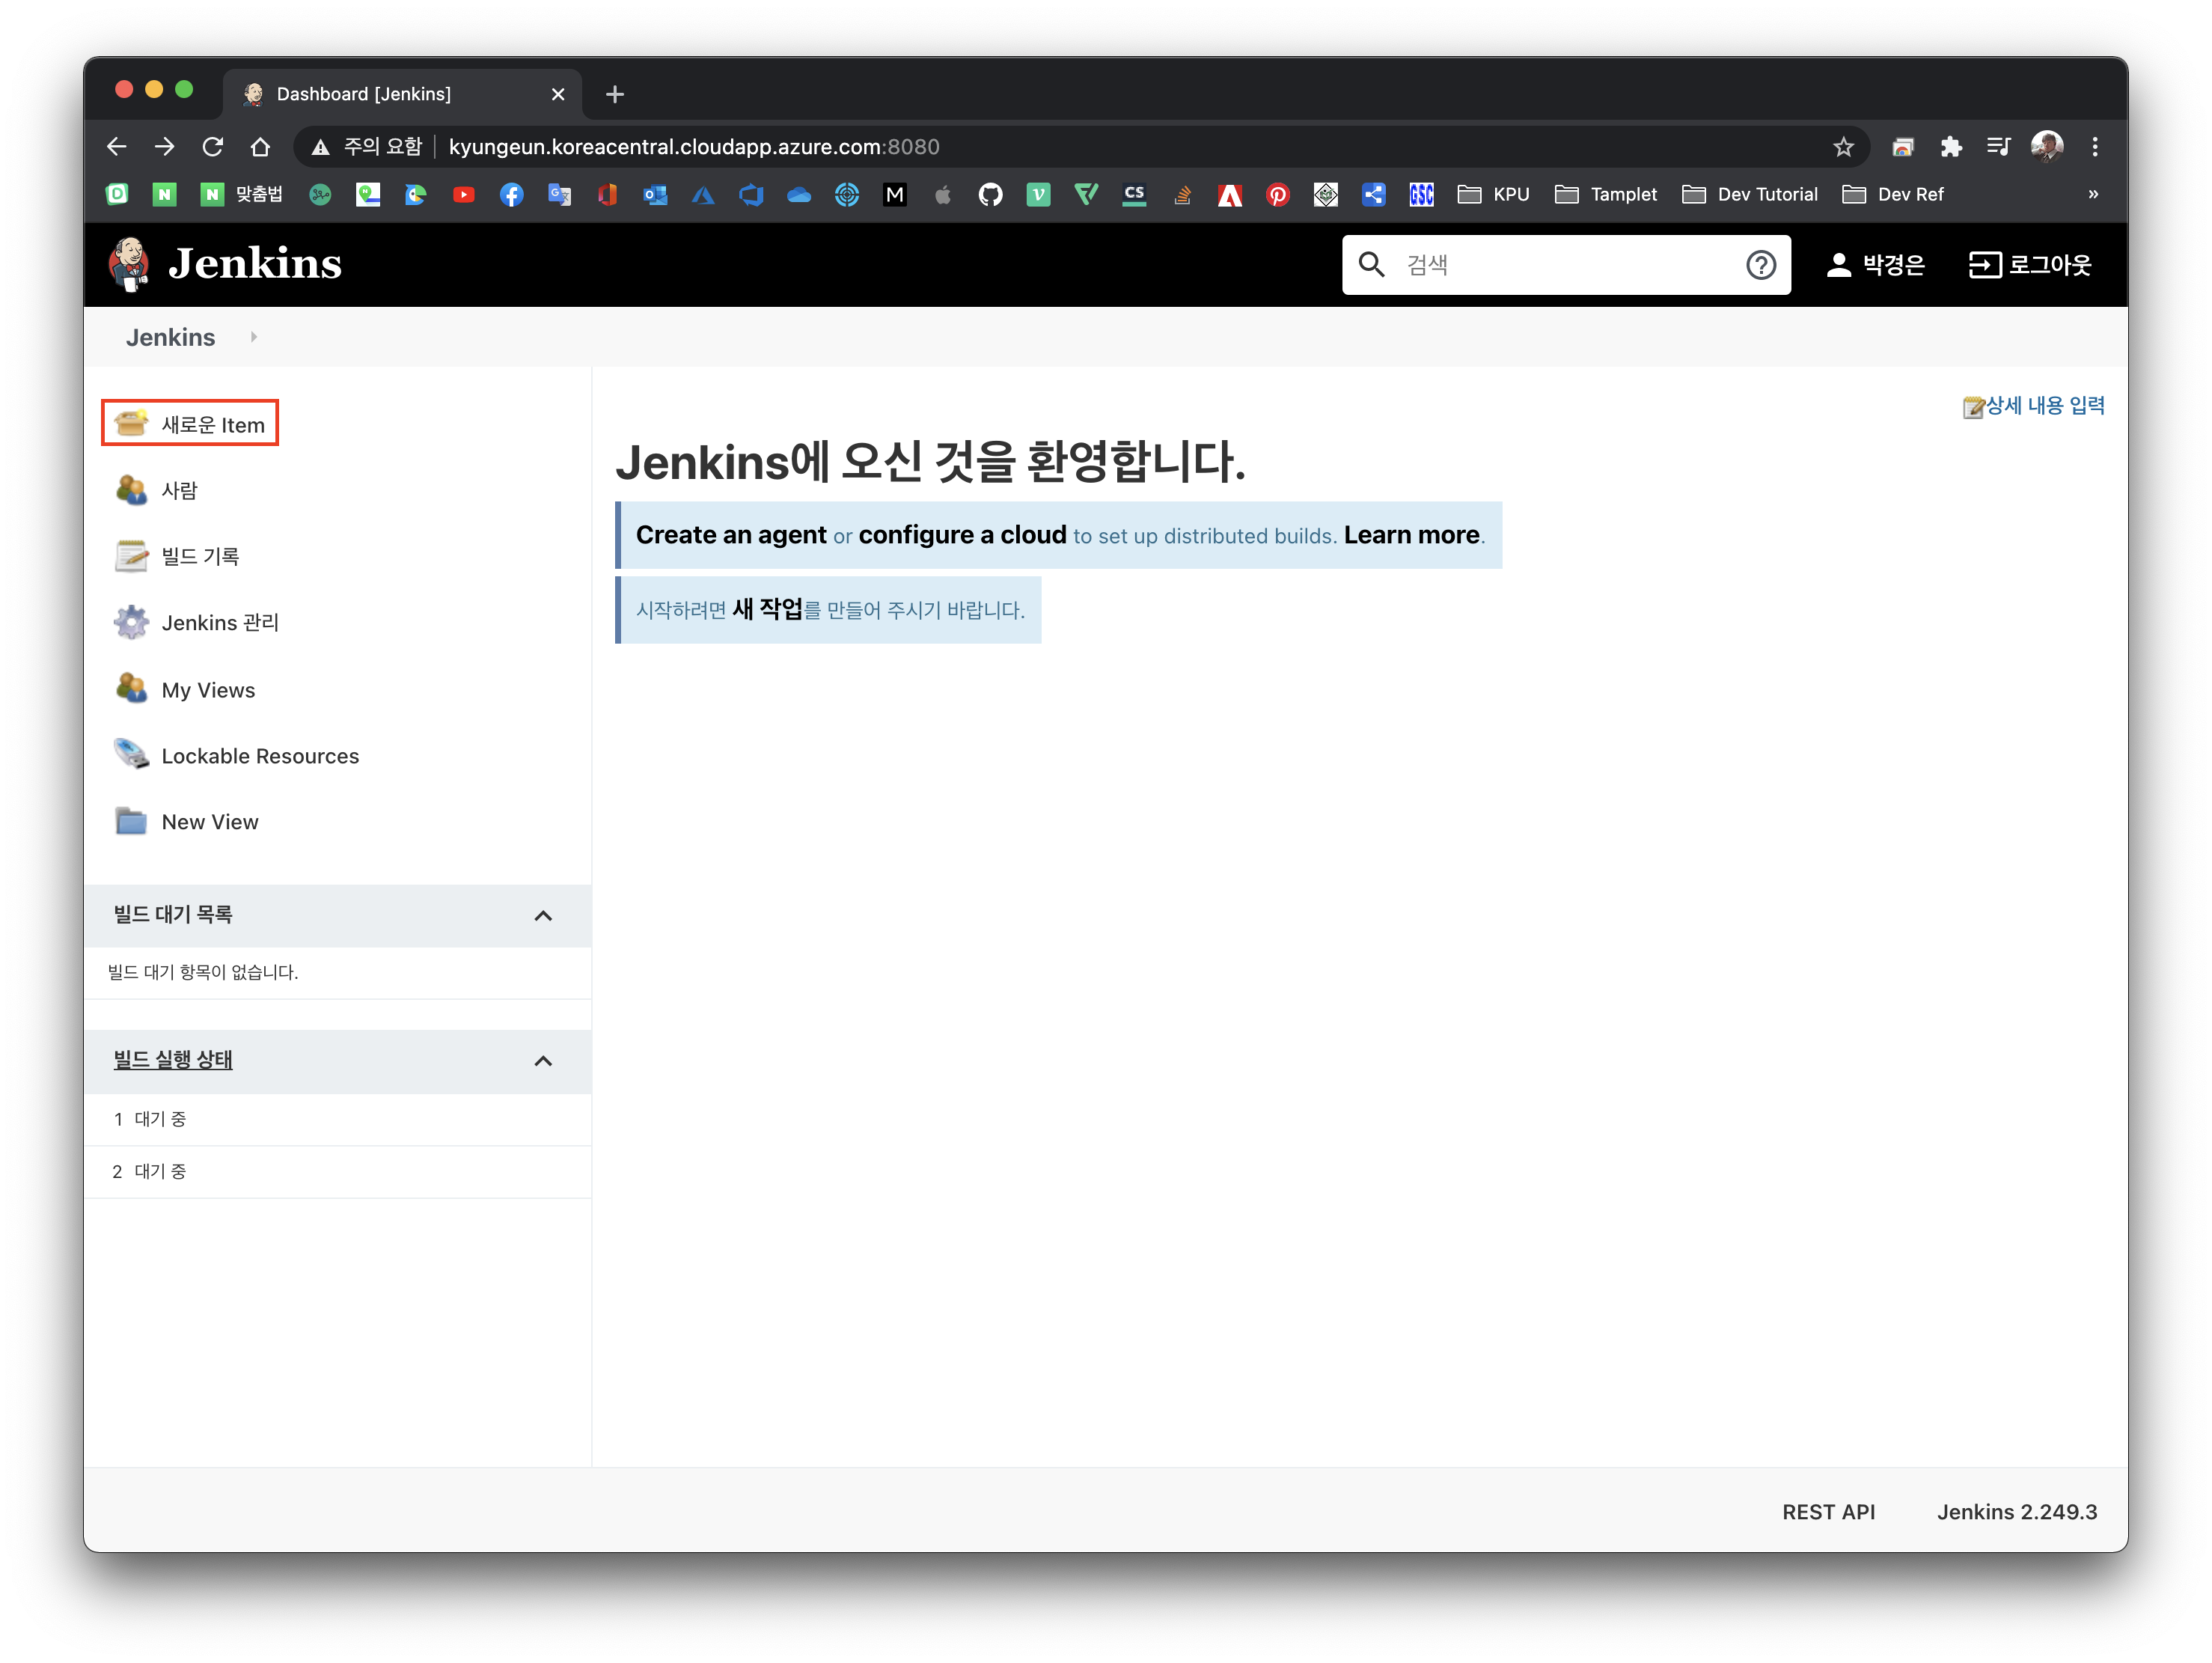 Dashboard [Jenkins]
주의 요함 kyungeun.koreacentral.cloudapp.azure.com:8080
맞춤법 M CS GSC KPU Tamplet Dev Tutorial Dev Ref »
Jenkins 검색 박경은 로그아웃
Jenkins
새로운 Item
사람
빌드 기록
Jenkins 관리
My Views
Lockable Resources
New View
빌드 대기 목록
빌드 대기 항목이 없습니다.
빌드 실행 상태
1 대기 중
2 대기 중
상세 내용 입력
Jenkins에 오신 것을 환영합니다.
Create an agent or configure a cloud to set up distributed builds. Learn more.
시작하려면 새 작업를 만들어 주시기 바랍니다.
REST API Jenkins 2.249.3